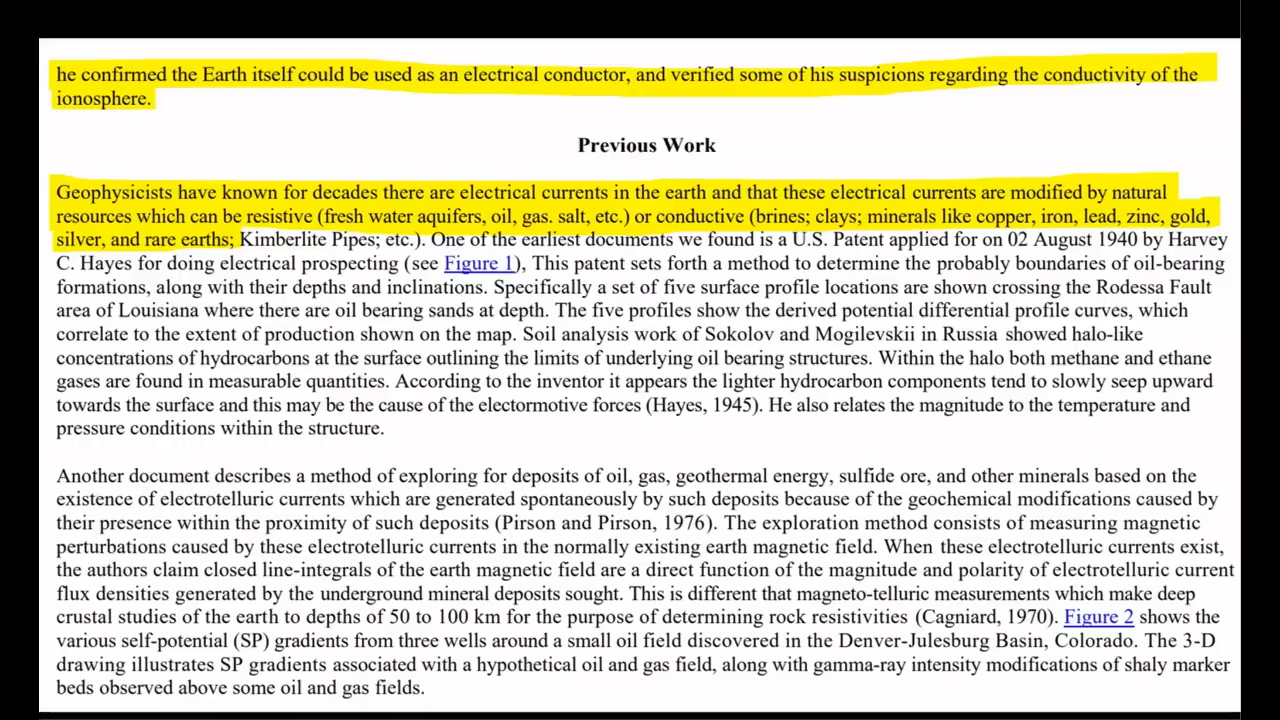 he confirmed the Earth itself could be used as an electrical conductor, and verified some of his suspicions regarding the conductivity of the
ionosphere.
Previous Work
Geophysicists have known for decades there are electrical currents in the earth and that these electrical currents are modified by natural
resources which can be resistive (fresh water aquifers, oil, gas. salt, etc.) or conductive (brines; clays; minerals like copper, iron, lead, zinc, gold,
silver, and rare earths; Kimberlite Pipes; etc.). One of the earliest documents we found is a U.S. Patent applied for on 02 August 1940 by Harvey
C. Hayes for doing electrical prospecting (see Figure 1), This patent sets forth a method to determine the probably boundaries of oil-bearing
formations, along with their depths and inclinations. Specifically a set of five surface profile locations are shown crossing the Rodessa Fault
area of Louisiana where there are oil bearing sands at depth. The five profiles show the derived potential differential profile curves, which
correlate to the extent of production shown on the map. Soil analysis work of Sokolov and Mogilevskii in Russia showed halo-like
concentrations of hydrocarbons at the surface outlining the limits of underlying oil bearing structures. Within the halo both methane and ethane
gases are found in measurable quantities. According to the inventor it appears the lighter hydrocarbon components tend to slowly seep upward
towards the surface and this may be the cause of the electormotive forces (Hayes, 1945). He also relates the magnitude to the temperature and
pressure conditions within the structure.
Another document describes a method of exploring for deposits of oil, gas, geothermal energy, sulfide ore, and other minerals based on the
existence of electrotelluric currents which are generated spontaneously by such deposits because of the geochemical modifications caused by
their presence within the proximity of such deposits (Pirson and Pirson, 1976). The exploration method consists of measuring magnetic
perturbations caused by these electrotelluric currents in the normally existing earth magnetic field. When these electrotelluric currents exist,
the authors claim closed line-integrals of the earth magnetic field are a direct function of the magnitude and polarity of electrotelluric current
flux densities generated by the underground mineral deposits sought. This is different that magneto-telluric measurements which make deep
crustal studies of the earth to depths of 50 to 100 km for the purpose of determining rock resistivities (Cagniard, 1970). Figure 2 shows the
various self-potential (SP) gradients from three wells around a small oil field discovered in the Denver-Julesburg Basin, Colorado. The 3-D
drawing illustrates SP gradients associated with a hypothetical oil and gas field, along with gamma-ray intensity modifications of shaly marker
beds observed above some oil and gas fields.